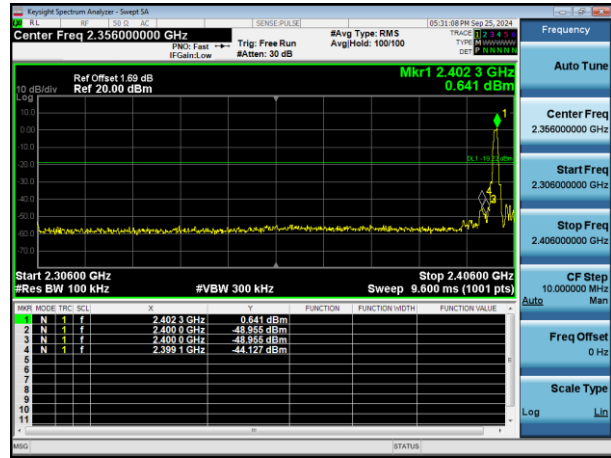 Keysight Spectrum Analyzer - Swept SA
RL RF 50 Ω AC SENSE:PULSE 05:31:08 PM Sep 25, 2024
Center Freq 2.356000000 GHz
PNO: Fast
IFGain:Low
Trig: Free Run
#Atten: 30 dB
#Avg Type: RMS
Avg|Hold: 100/100
TRACE 1 2 3 4 5 6
TYPE M W W W W W
DET P N N N N N
Ref Offset 1.69 dB
10 dB/div Ref 20.00 dBm
Log
Mkr1 2.402 3 GHz
0.641 dBm
10.0
0.00
-10.0
-20.0
-30.0
-40.0
-50.0
-60.0
-70.0
1
4
3
Start 2.30600 GHz Stop 2.40600 GHz
#Res BW 100 kHz #VBW 300 kHz Sweep 9.600 ms (1001 pts)
MKR MODE TRC SCL X Y FUNCTION FUNCTION WIDTH FUNCTION VALUE
1 N 1 f 2.402 3 GHz 0.641 dBm
2 N 1 f 2.400 0 GHz -48.955 dBm
3 N 1 f 2.400 0 GHz -48.955 dBm
4 N 1 f 2.399 1 GHz -44.127 dBm
5
6
7
8
9
10
11
MSG STATUS
Frequency
Auto Tune
Center Freq
2.356000000 GHz
Start Freq
2.306000000 GHz
Stop Freq
2.406000000 GHz
CF Step
10.000000 MHz
Auto Man
Freq Offset
0 Hz
Scale Type
Log Lin